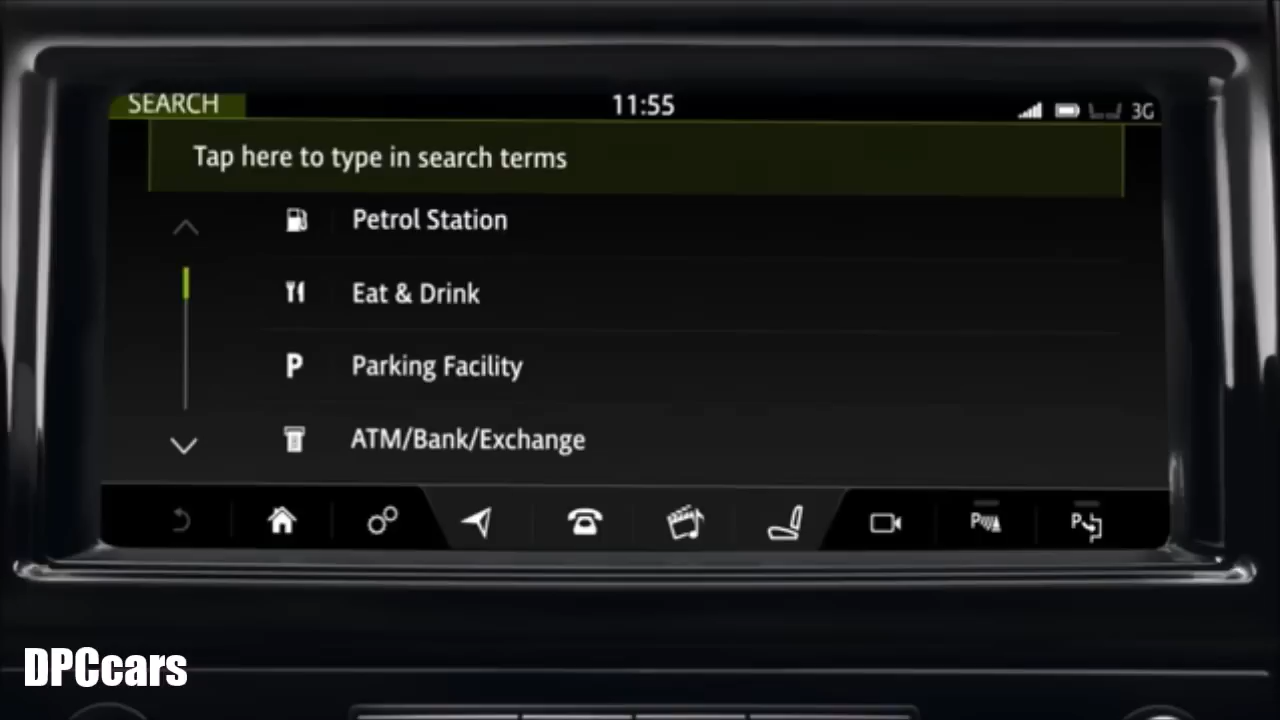 SEARCH
11:55
3G
Tap here to type in search terms
Petrol Station
Eat & Drink
P Parking Facility
ATM/Bank/Exchange
P P
DPCcars